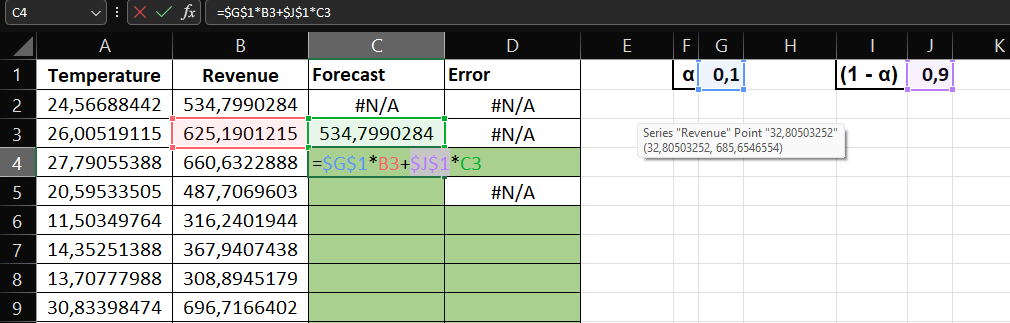 C4 fx =$G$1*B3+$J$1*C3
A B C D E F G H I J K
1 Temperature Revenue Forecast Error α 0,1 (1 - α) 0,9
2 24,56688442 534,7990284 #N/A #N/A
3 26,00519115 625,1901215 534,7990284 #N/A
Series "Revenue" Point "32,80503252"
(32,80503252, 685,6546554)
4 27,79055388 660,6322888 =$G$1*B3+$J$1*C3
5 20,59533505 487,7069603 #N/A
6 11,50349764 316,2401944
7 14,35251388 367,9407438
8 13,70777988 308,8945179
9 30,83398474 696,7166402